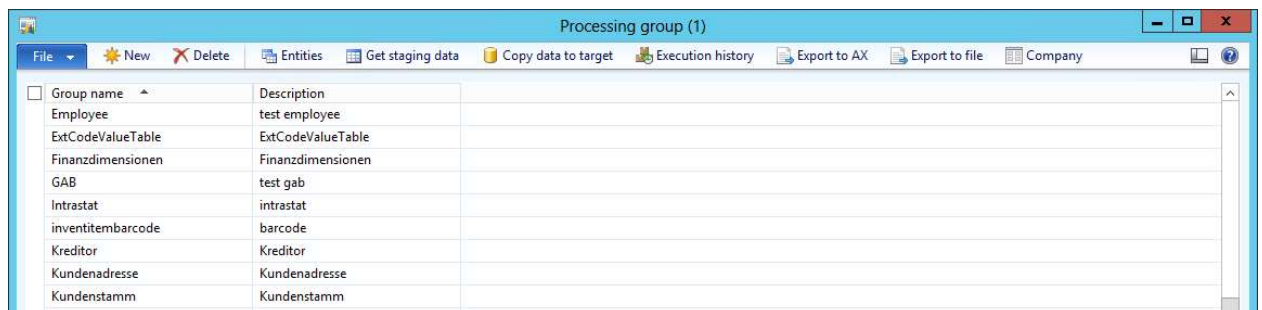 Processing group (1)
File New Delete Entities Get staging data Copy data to target Execution history Export to AX Export to file Company
Group name Description
Employee test employee
ExtCodeValueTable ExtCodeValueTable
Finanzdimensionen Finanzdimensionen
GAB test gab
Intrastat intrastat
inventitembarcode barcode
Kreditor Kreditor
Kundenadresse Kundenadresse
Kundenstamm Kundenstamm